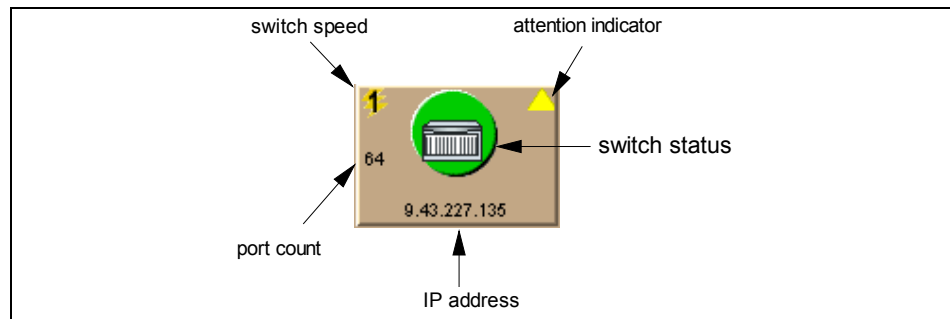 switch speed
attention indicator
1
switch status
64
9.43.227.135
port count
IP address